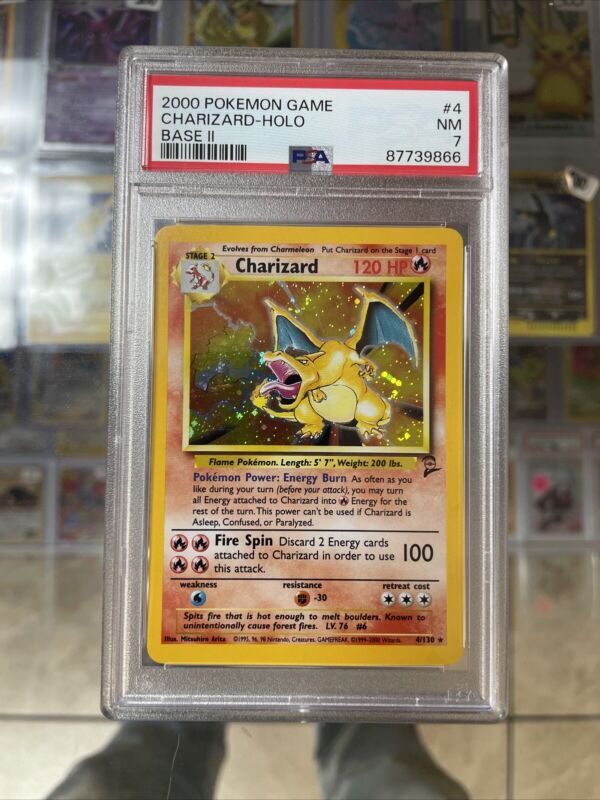 2000 POKEMON GAME #4
CHARIZARD-HOLO NM
BASE II 7
PSA 87739866
Evolves from Charmeleon Put Charizard on the Stage 1 card
STAGE 2
Charizard 120 HP
Flame Pokémon. Length: 5' 7", Weight: 200 lbs.
Pokémon Power: Energy Burn As often as you
like during your turn (before your attack), you may turn
all Energy attached to Charizard into Energy for the
rest of the turn. This power can't be used if Charizard is
Asleep, Confused, or Paralyzed.
Fire Spin Discard 2 Energy cards
attached to Charizard in order to use 100
this attack.
weakness resistance retreat cost
-30
Spits fire that is hot enough to melt boulders. Known to
unintentionally cause forest fires. LV. 76 #6
Illus. Mitsuhiro Arita ©1995, 96, 98 Nintendo, Creatures, GAMEFREAK. ©1999-2000 Wizards. 4/130 ★